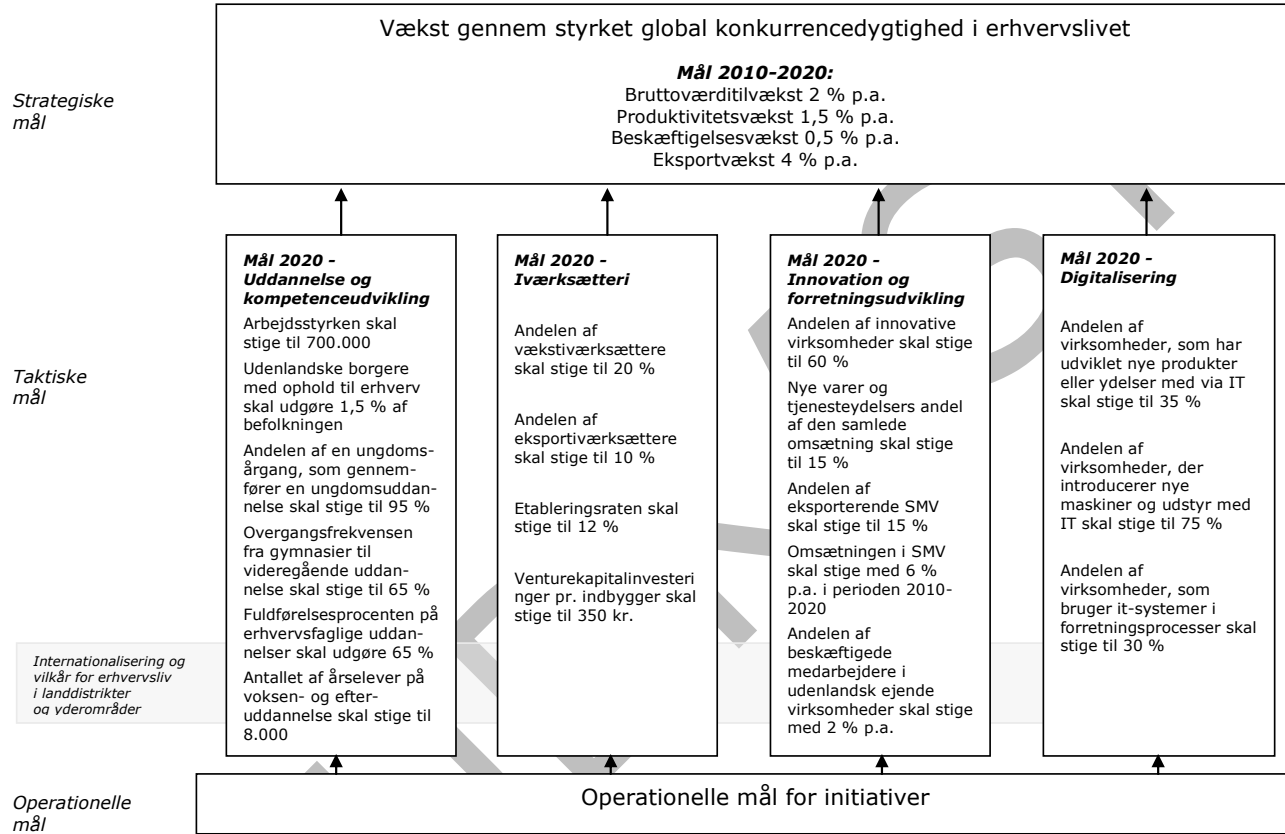 Vækst gennem styrket global konkurrencedygtighed i erhvervslivet
Mål 2010-2020:
Bruttoværditilvækst 2 % p.a.
Produktivitetsvækst 1,5 % p.a.
Beskæftigelsesvækst 0,5 % p.a.
Eksportvækst 4 % p.a.
Strategiske
mål
Taktiske
mål
Mål 2020 -
Uddannelse og
kompetenceudvikling
Arbejdsstyrken skal
stige til 700.000
Udenlandske borgere
med ophold til erhverv
skal udgøre 1,5 % af
befolkningen
Andelen af en ungdoms-
årgang, som gennem-
fører en ungdomsuddan-
nelse skal stige til 95 %
Overgangsfrekvensen
fra gymnasier til
videregående uddan-
nelse skal stige til 65 %
Fuldførelsesprocenten på
erhvervsfaglige uddan-
nelser skal udgøre 65 %
Antallet af årselever på
voksen- og efter-
uddannelse skal stige til
8.000
Mål 2020 -
Iværksætteri
Andelen af
vækstiværksættere
skal stige til 20 %
Andelen af
eksportiværksættere
skal stige til 10 %
Etableringsraten skal
stige til 12 %
Venturekapitalinvesteri
nger pr. indbygger skal
stige til 350 kr.
Mål 2020 -
Innovation og
forretningsudvikling
Andelen af innovative
virksomheder skal stige
til 60 %
Nye varer og
tjenesteydelsers andel
af den samlede
omsætning skal stige
til 15 %
Andelen af
eksporterende SMV
skal stige til 15 %
Omsætningen i SMV
skal stige med 6 %
p.a. i perioden 2010-
2020
Andelen af
beskæftigede
medarbejdere i
udenlandsk ejende
virksomheder skal stige
med 2 % p.a.
Mål 2020 -
Digitalisering
Andelen af
virksomheder, som har
udviklet nye produkter
eller ydelser med via IT
skal stige til 35 %
Andelen af
virksomheder, der
introducerer nye
maskiner og udstyr med
IT skal stige til 75 %
Andelen af
virksomheder, som
bruger it-systemer i
forretningsprocesser skal
stige til 30 %
Internationalisering og
vilkår for erhvervsliv
i landdistrikter
og yderområder
Operationelle
mål
Operationelle mål for initiativer